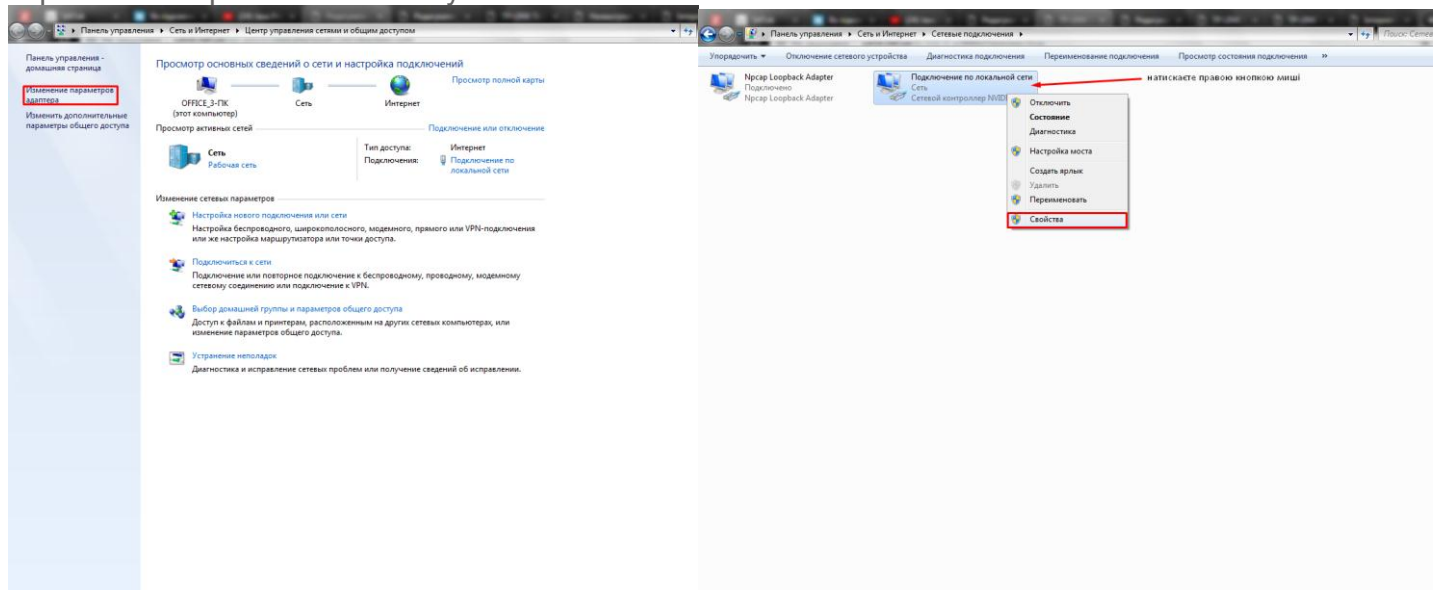 Панель управления ▸ Сеть и Интернет ▸ Центр управления сетями и общим доступом
Панель управления -
домашняя страница
Изменение параметров
адаптера
Изменить дополнительные
параметры общего доступа
Просмотр основных сведений о сети и настройка подключений
Просмотр полной карты
OFFICE_3-ПК
(этот компьютер)
Сеть
Интернет
Просмотр активных сетей
Подключение или отключение
Сеть
Рабочая сеть
Тип доступа: Интернет
Подключения: Подключение по
локальной сети
Изменение сетевых параметров
Настройка нового подключения или сети
Настройка беспроводного, широкополосного, модемного, прямого или VPN-подключения
или же настройка маршрутизатора или точки доступа.
Подключиться к сети
Подключение или повторное подключение к беспроводному, проводному, модемному
сетевому соединению или подключение к VPN.
Выбор домашней группы и параметров общего доступа
Доступ к файлам и принтерам, расположенным на других сетевых компьютерах, или
изменение параметров общего доступа.
Устранение неполадок
Диагностика и исправление сетевых проблем или получение сведений об исправлении.
Панель управления ▸ Сеть и Интернет ▸ Сетевые подключения ▸
Поиск: Сетев
Упорядочить Отключение сетевого устройства Диагностика подключения Переименование подключения Просмотр состояния подключения »
Npcap Loopback Adapter
Подключено
Npcap Loopback Adapter
Подключение по локальной сети
Сеть
Сетевой контроллер NVID
натискаєте правою кнопкою миші
Отключить
Состояние
Диагностика
Настройка моста
Создать ярлык
Удалить
Переименовать
Свойства